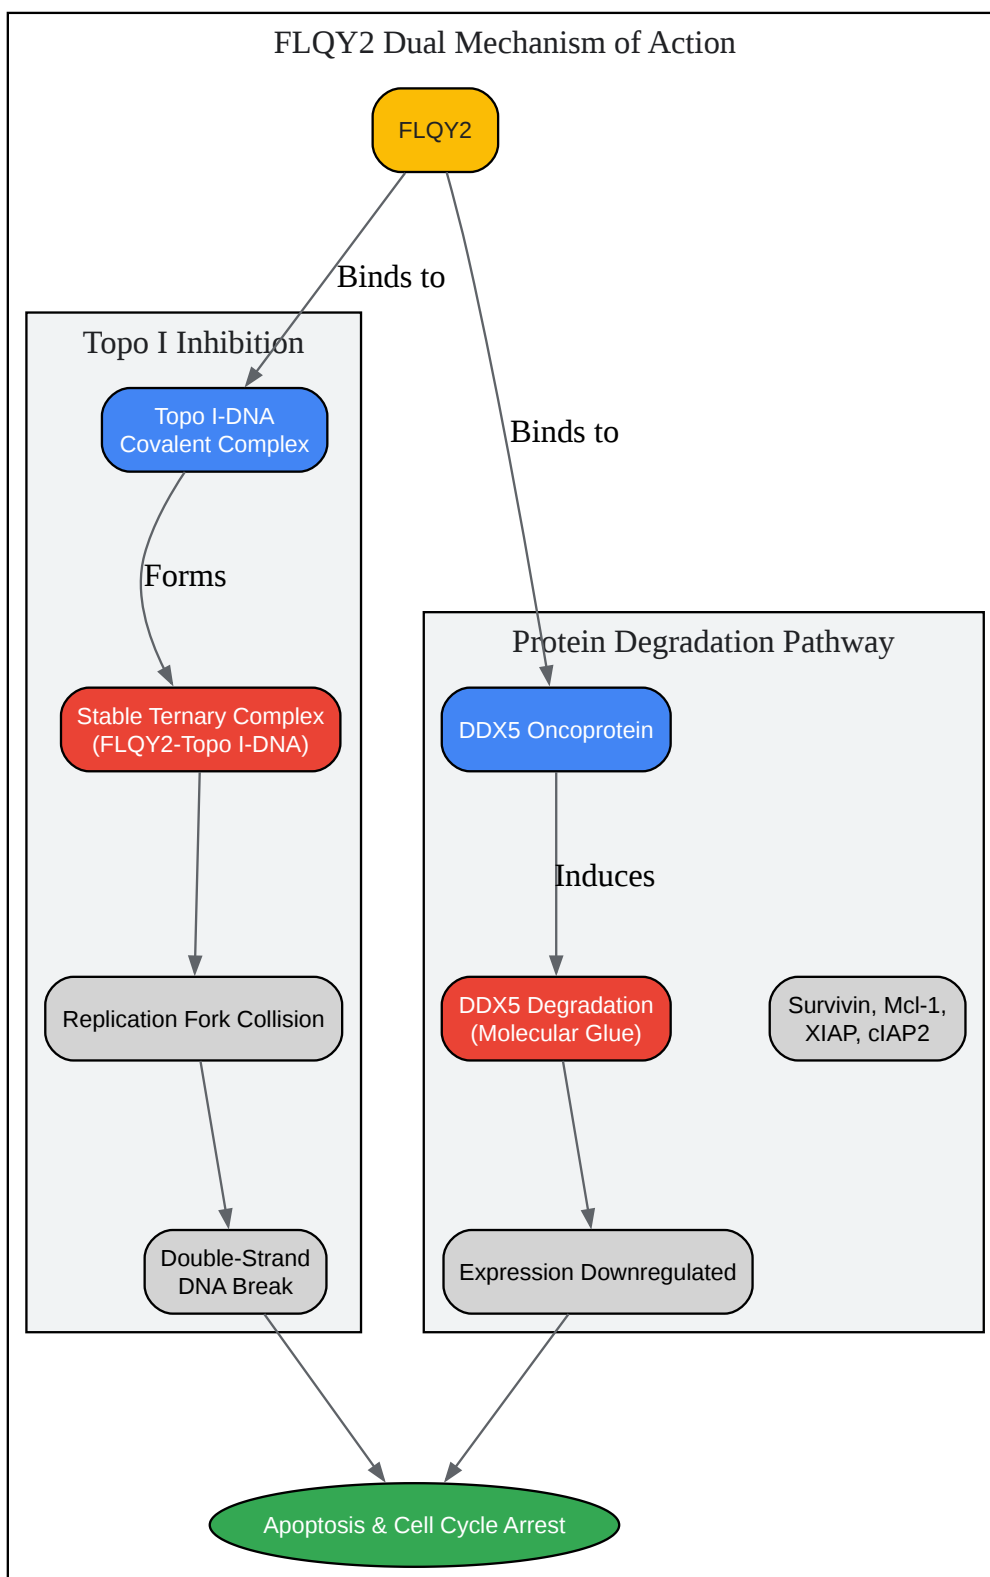 FLQY2 Dual Mechanism of Action
FLQY2
Binds to
Topo I Inhibition
Topo I-DNA
Covalent Complex
Binds to
Forms
Protein Degradation Pathway
Stable Ternary Complex
(FLQY2-Topo I-DNA)
DDX5 Oncoprotein
Induces
Replication Fork Collision
DDX5 Degradation
(Molecular Glue)
Survivin, Mcl-1,
XIAP, cIAP2
Double-Strand
DNA Break
Expression Downregulated
Apoptosis & Cell Cycle Arrest